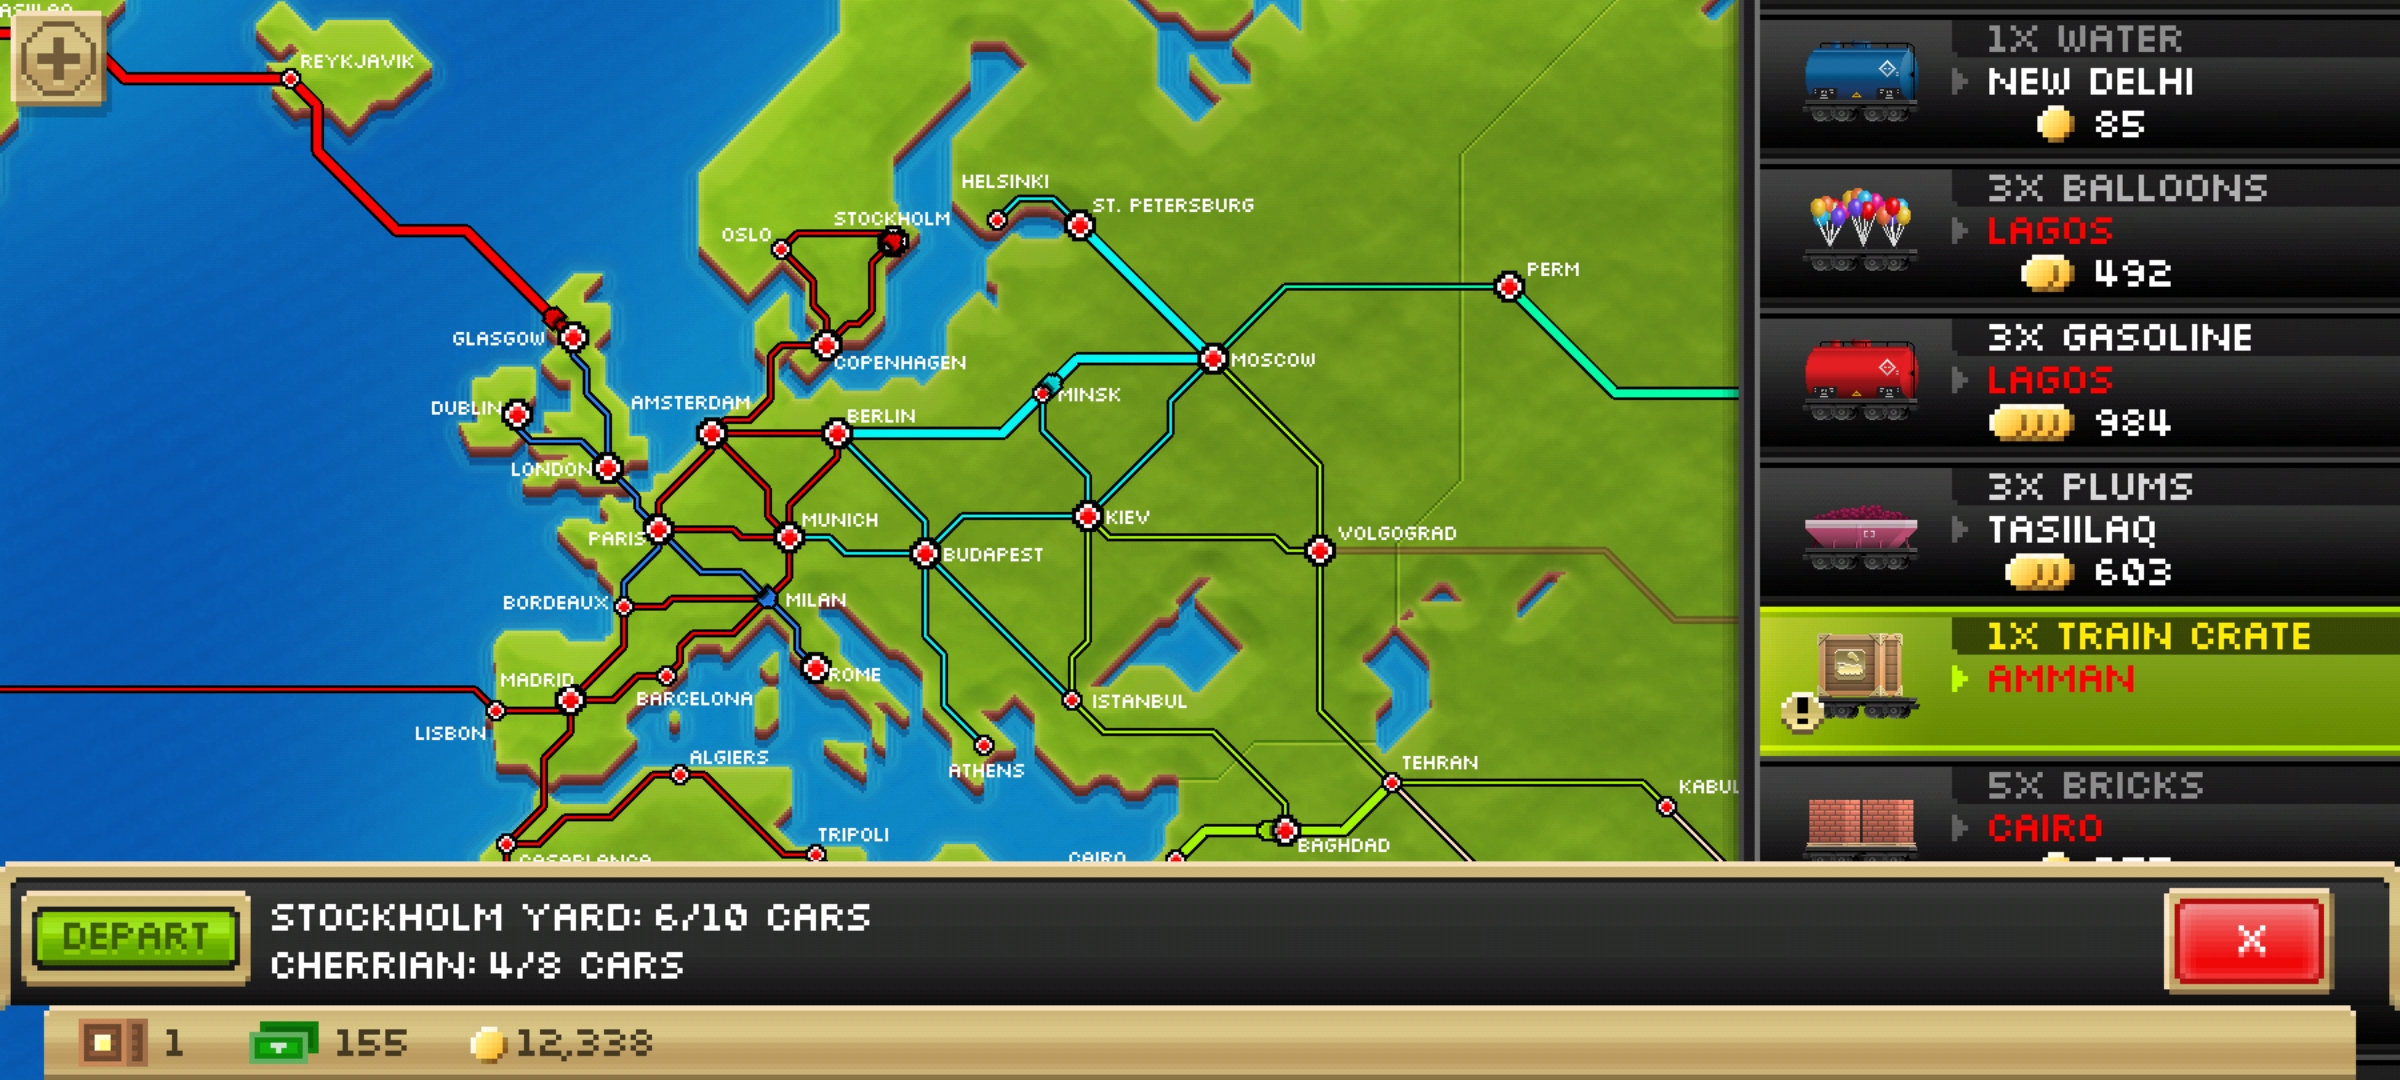 REYKJAVIK
HELSINKI
ST. PETERSBURG
STOCKHOLM
OSLO
PERM
GLASGOW
COPENHAGEN
MOSCOW
MINSK
DUBLIN
AMSTERDAM
BERLIN
LONDON
MUNICH
KIEV
PARIS
BUDAPEST
VOLGOGRAD
BORDEAUX
MILAN
MADRID
ROME
BARCELONA
ISTANBUL
LISBON
ALGIERS
ATHENS
TEHRAN
KABUL
TRIPOLI
BAGHDAD
CAIRO
CASABLANCA
1X WATER
NEW DELHI
85
3X BALLOONS
LAGOS
492
3X GASOLINE
LAGOS
984
3X PLUMS
TASIILAQ
603
1X TRAIN CRATE
AMMAN
!
5X BRICKS
CAIRO
DEPART
STOCKHOLM YARD: 6/10 CARS
CHERRIAN: 4/8 CARS
X
1
155
12,338